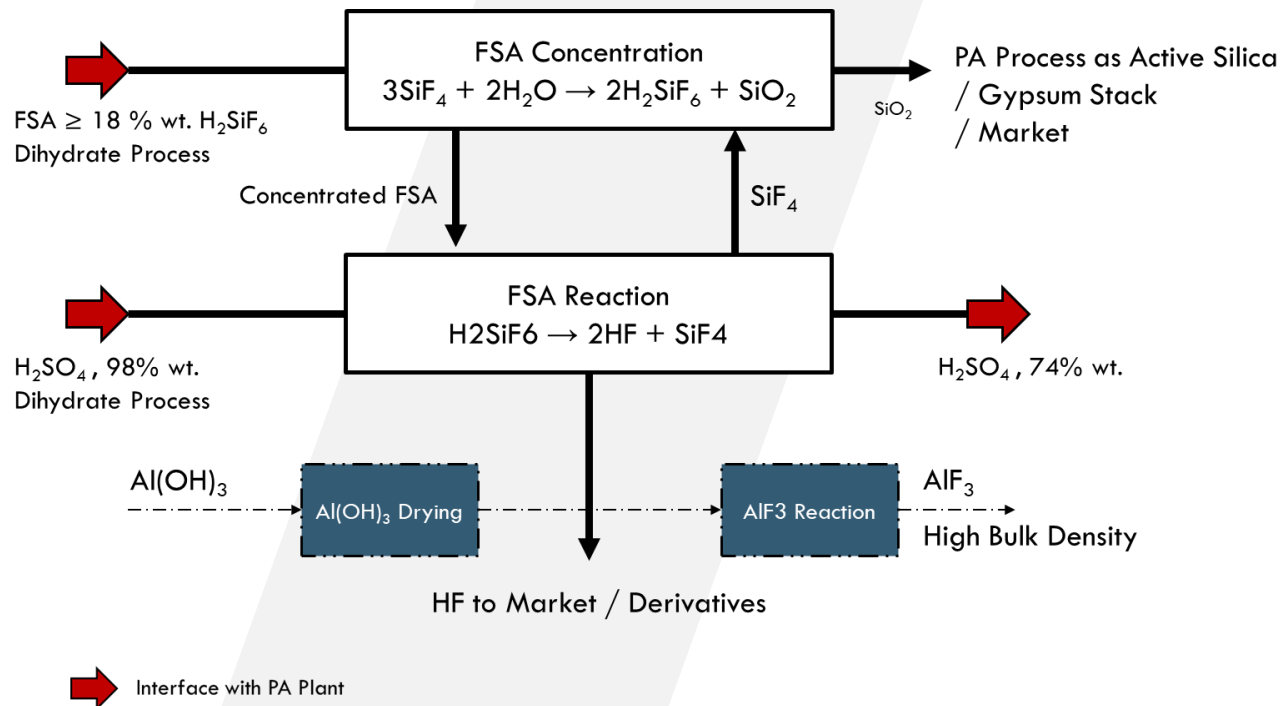 FSA Concentration
3SiF₄ + 2H₂O → 2H₂SiF₆ + SiO₂
FSA ≥ 18 % wt. H₂SiF₆
Dihydrate Process
SiO₂
PA Process as Active Silica
/ Gypsum Stack
/ Market
Concentrated FSA
SiF₄
FSA Reaction
H2SiF6 → 2HF + SiF4
H₂SO₄ , 98% wt.
Dihydrate Process
H₂SO₄ , 74% wt.
Al(OH)₃
Al(OH)₃ Drying
AlF3 Reaction
AlF₃
High Bulk Density
HF to Market / Derivatives
Interface with PA Plant